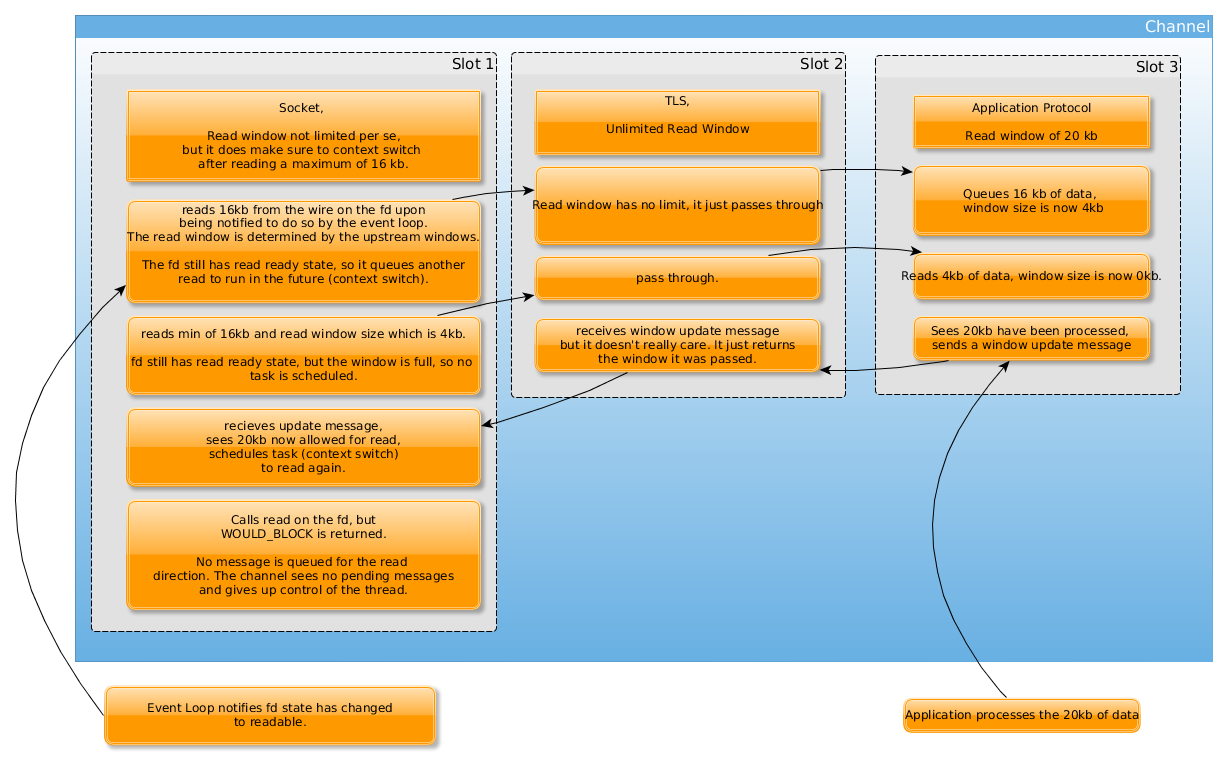 Channel
Slot 1
Socket,
Read window not limited per se,
but it does make sure to context switch
after reading a maximum of 16 kb.
reads 16kb from the wire on the fd upon
being notified to do so by the event loop.
The read window is determined by the upstream windows.
The fd still has read ready state, so it queues another
read to run in the future (context switch).
reads min of 16kb and read window size which is 4kb.
fd still has read ready state, but the window is full, so no
task is scheduled.
recieves update message,
sees 20kb now allowed for read,
schedules task (context switch)
to read again.
Calls read on the fd, but
WOULD_BLOCK is returned.
No message is queued for the read
direction. The channel sees no pending messages
and gives up control of the thread.
Slot 2
TLS,
Unlimited Read Window
Read window has no limit, it just passes through
pass through.
receives window update message
but it doesn't really care. It just returns
the window it was passed.
Slot 3
Application Protocol
Read window of 20 kb
Queues 16 kb of data,
window size is now 4kb
Reads 4kb of data, window size is now 0kb.
Sees 20kb have been processed,
sends a window update message
Event Loop notifies fd state has changed
to readable.
Application processes the 20kb of data